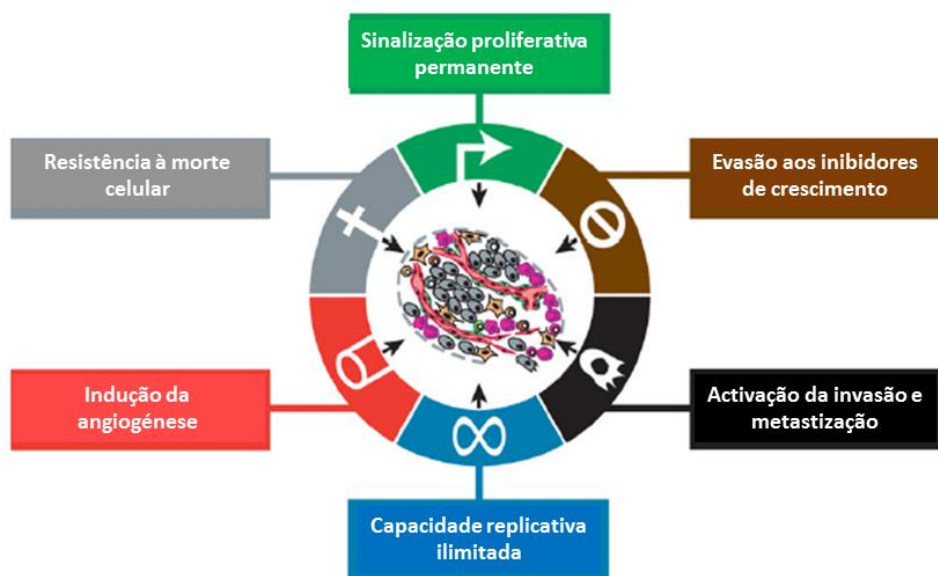 Sinalização proliferativa
permanente
Resistência à morte
celular
Evasão aos inibidores
de crescimento
Indução da
angiogénese
Activação da invasão e
metastização
Capacidade replicativa
ilimitada